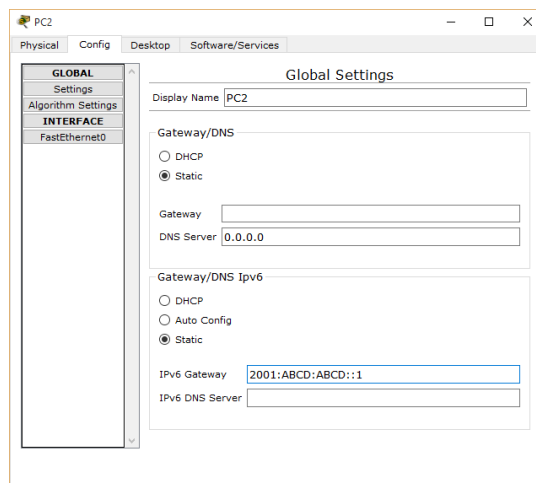 PC2
Physical Config Desktop Software/Services
GLOBAL
Settings
Algorithm Settings
INTERFACE
FastEthernet0
Global Settings
Display Name PC2
Gateway/DNS
DHCP
Static
Gateway
DNS Server 0.0.0.0
Gateway/DNS Ipv6
DHCP
Auto Config
Static
IPv6 Gateway 2001:ABCD:ABCD::1
IPv6 DNS Server